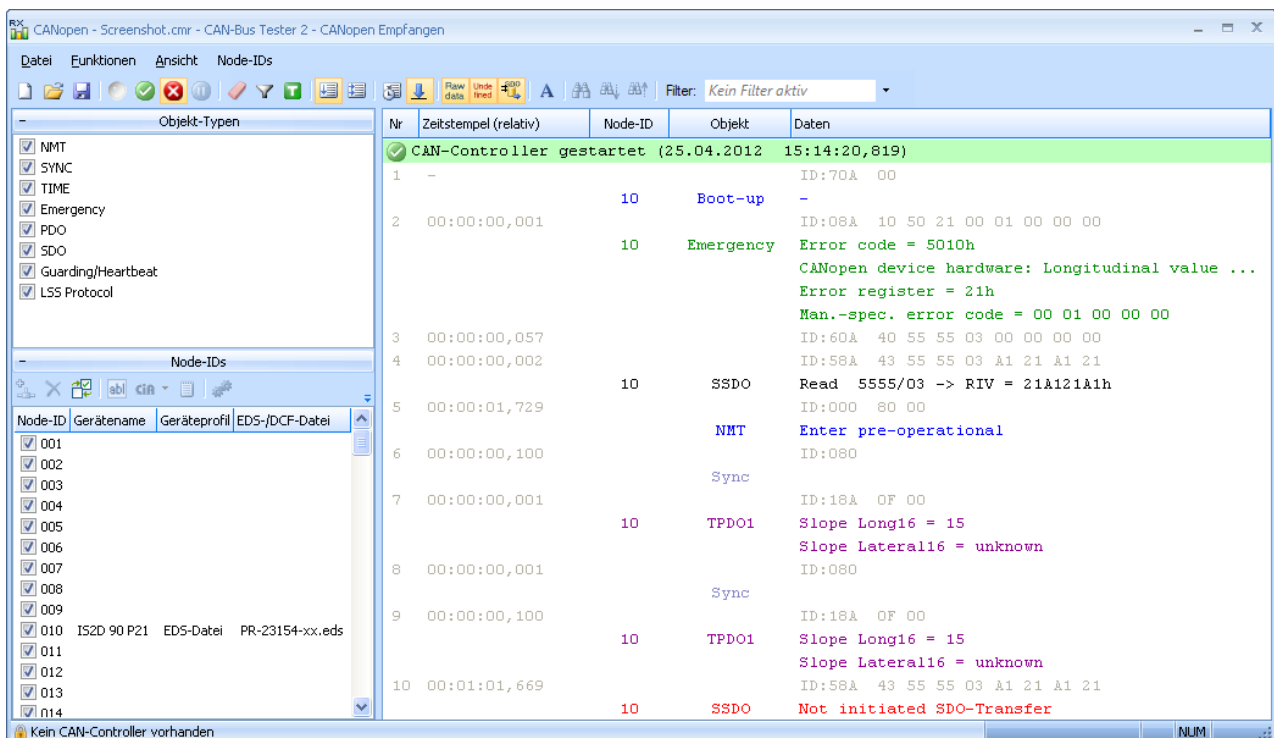 CANopen - Screenshot.cmr - CAN-Bus Tester 2 - CANopen Empfangen
Datei Funktionen Ansicht Node-IDs
Raw data Undefined Filter: Kein Filter aktiv
Objekt-Typen
NMT
SYNC
TIME
Emergency
PDO
SDO
Guarding/Heartbeat
LSS Protocol
Node-IDs
abl CiA
Node-ID Gerätename Geräteprofil EDS-/DCF-Datei
001
002
003
004
005
006
007
008
009
010 IS2D 90 P21 EDS-Datei PR-23154-xx.eds
011
012
013
014
Nr Zeitstempel (relativ) Node-ID Objekt Daten
CAN-Controller gestartet (25.04.2012 15:14:20,819)
1 - ID:70A 00
10 Boot-up -
2 00:00:00,001 ID:08A 10 50 21 00 01 00 00 00
10 Emergency Error code = 5010h
CANopen device hardware: Longitudinal value ...
Error register = 21h
Man.-spec. error code = 00 01 00 00 00
3 00:00:00,057 ID:60A 40 55 55 03 00 00 00 00
4 00:00:00,002 ID:58A 43 55 55 03 A1 21 A1 21
10 SSDO Read 5555/03 -> RIV = 21A121A1h
5 00:00:01,729 ID:000 80 00
NMT Enter pre-operational
6 00:00:00,100 ID:080
Sync
7 00:00:00,001 ID:18A 0F 00
10 TPDO1 Slope Long16 = 15
Slope Lateral16 = unknown
8 00:00:00,001 ID:080
Sync
9 00:00:00,100 ID:18A 0F 00
10 TPDO1 Slope Long16 = 15
Slope Lateral16 = unknown
10 00:01:01,669 ID:58A 43 55 55 03 A1 21 A1 21
10 SSDO Not initiated SDO-Transfer
Kein CAN-Controller vorhanden NUM